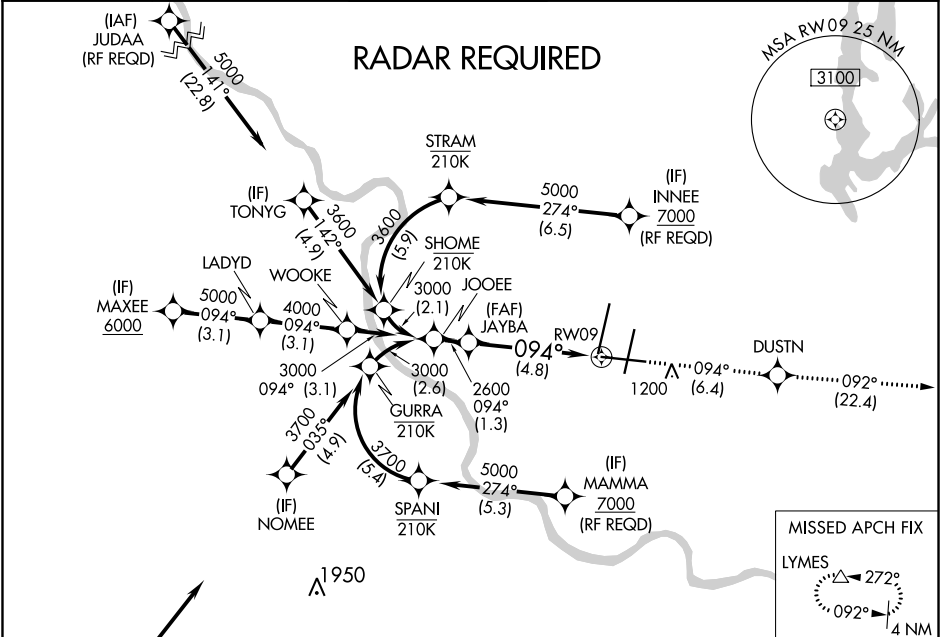 (IAF)
JUDAA
(RF REQD)
5000
141°
(22.8)
RADAR REQUIRED
MSA RW09 25 NM
3100
STRAM
210K
(IF)
TONYG
3600
142°
(4.9)
3600
(5.9)
5000
274°
(6.5)
(IF)
INNEE
7000
(RF REQD)
SHOME
210K
3000
(2.1)
JOOEE
(FAF)
JAYBA
LADYD
WOOKE
(IF)
MAXEE
6000
5000
094°
(3.1)
4000
094°
(3.1)
3000
094° (3.1)
3000
(2.6)
2600
094°
(1.3)
094°
(4.8)
RW09
1200
094°
(6.4)
DUSTN
092°
(22.4)
GURRA
210K
3700
035°
(4.9)
(IF)
NOMEE
3700
(5.4)
SPANI
210K
5000
274°
(5.3)
(IF)
MAMMA
7000
(RF REQD)
1950
MISSED APCH FIX
LYMES
272°
092°
4 NM